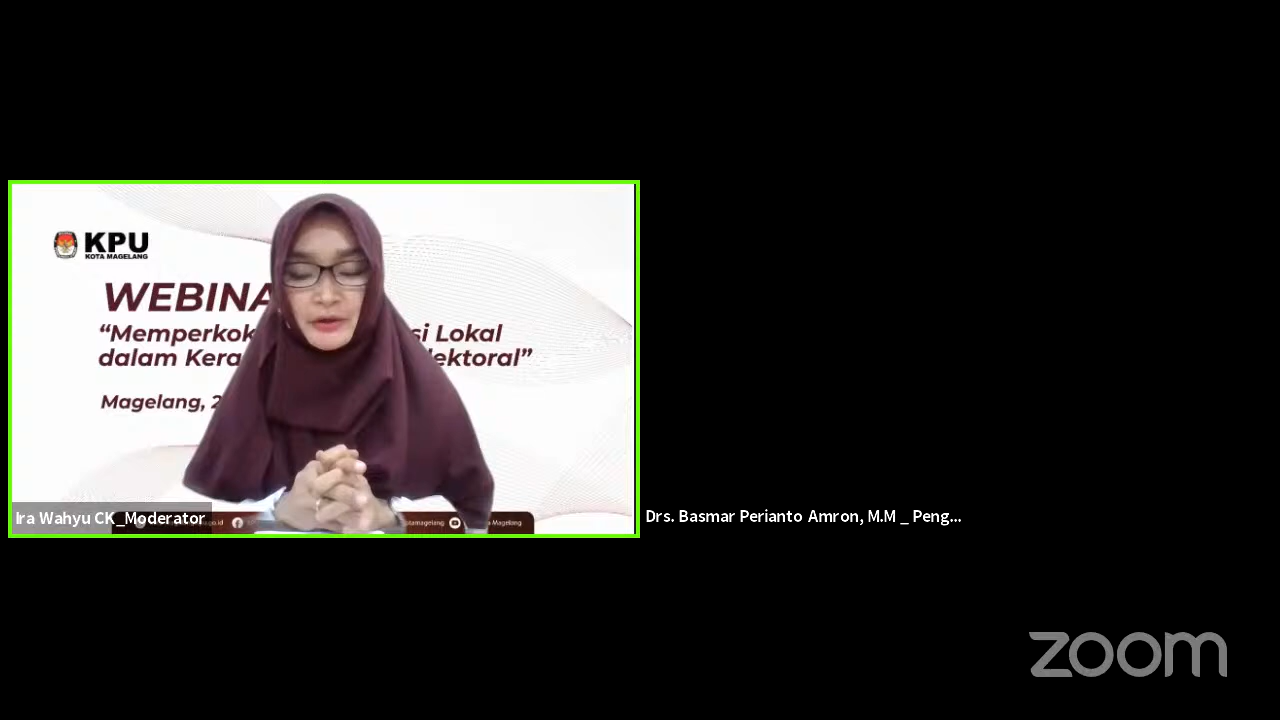 KPU
KOTA MAGELANG
WEBINA
“Memperkok si Lokal
dalam Kera lektoral”
Magelang, 2
Ira Wahyu CK_Moderator
Drs. Basmar Perianto Amron, M.M _ Peng...
zoom